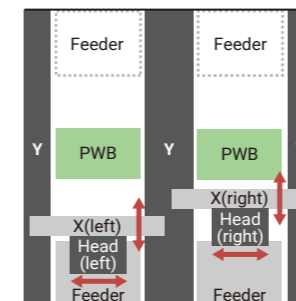 Feeder
Feeder
Y
PWB
Y
PWB
Y
X(left)
X(right)
Head
(left)
Head
(right)
Feeder
Feeder